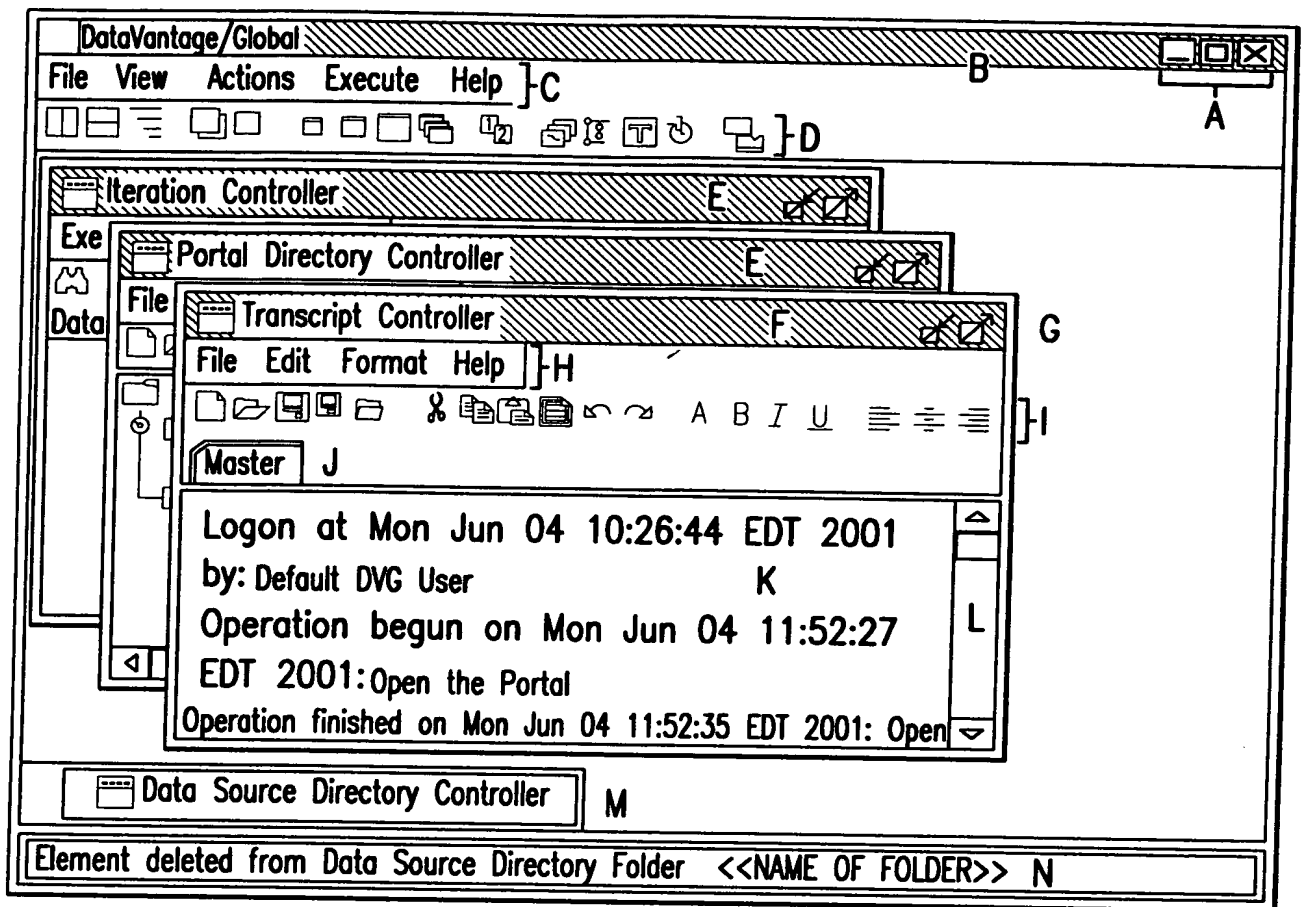 DataVantage/Global
B
A
File View Actions Execute Help C
1 2 T D
Iteration Controller E
Exe
Portal Directory Controller E
Data
File
Transcript Controller F
G
File Edit Format Help H
A B I U I
Master J
Logon at Mon Jun 04 10:26:44 EDT 2001
by: Default DVG User K
Operation begun on Mon Jun 04 11:52:27
L
EDT 2001: Open the Portal
Operation finished on Mon Jun 04 11:52:35 EDT 2001: Open
Data Source Directory Controller M
Element deleted from Data Source Directory Folder <<NAME OF FOLDER>> N